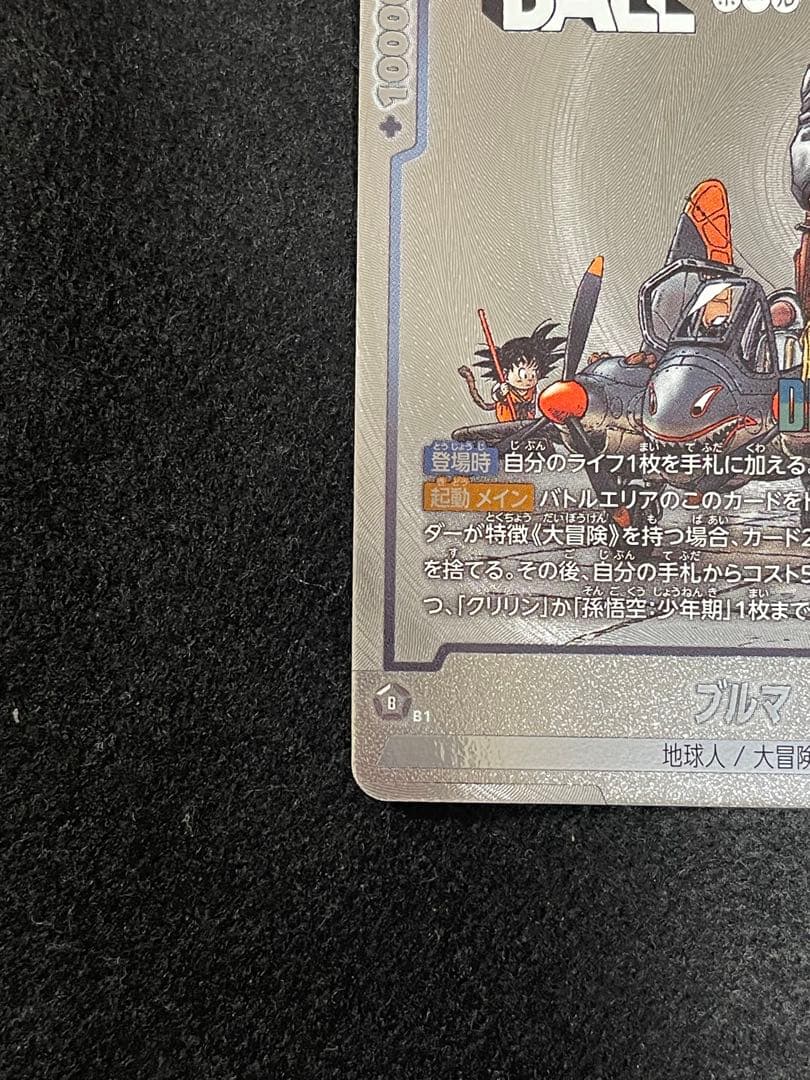 BALL
10000
登場時 自分のライフ1枚を手札に加える
起動メイン バトルエリアのこのカードを
ダーが特徴《大冒険》を持つ場合、カード2
を捨てる。その後、自分の手札からコスト5
つ、「クリリン」か「孫悟空:少年期」1枚まで
B
B1
ブルマ
地球人 / 大冒険